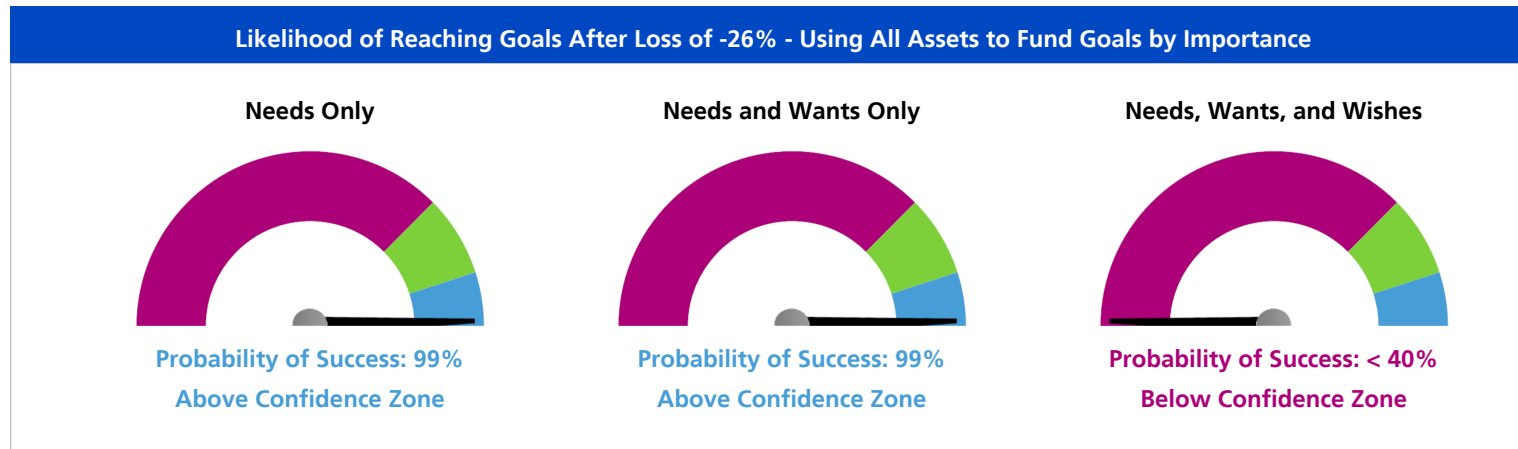 Likelihood of Reaching Goals After Loss of -26% - Using All Assets to Fund Goals by Importance
Needs Only
Needs and Wants Only
Needs, Wants, and Wishes
Probability of Success: 99%
Above Confidence Zone
Probability of Success: 99%
Above Confidence Zone
Probability of Success: < 40%
Below Confidence Zone